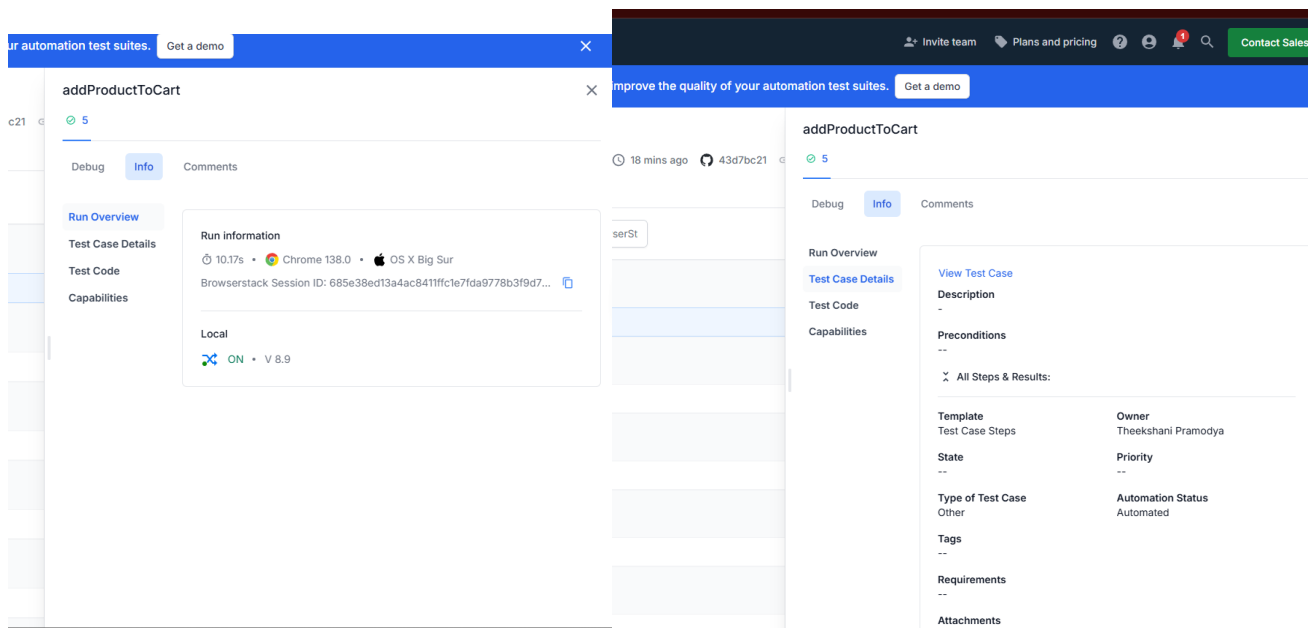 ur automation test suites. Get a demo
addProductToCart
c21
5
Debug Info Comments
Run Overview
Test Case Details
Test Code
Capabilities
Run information
10.17s • Chrome 138.0 • OS X Big Sur
Browserstack Session ID: 685e38ed13a4ac8411ffc1e7fda9778b3f9d7...
Local
ON • V 8.9
Invite team Plans and pricing ? 1 Contact Sales
improve the quality of your automation test suites. Get a demo
18 mins ago 43d7bc21
serSt
addProductToCart
5
Debug Info Comments
Run Overview
Test Case Details
Test Code
Capabilities
View Test Case
Description
-
Preconditions
--
All Steps & Results:
Template Owner
Test Case Steps Theekshani Pramodya
State Priority
-- --
Type of Test Case Automation Status
Other Automated
Tags
--
Requirements
--
Attachments